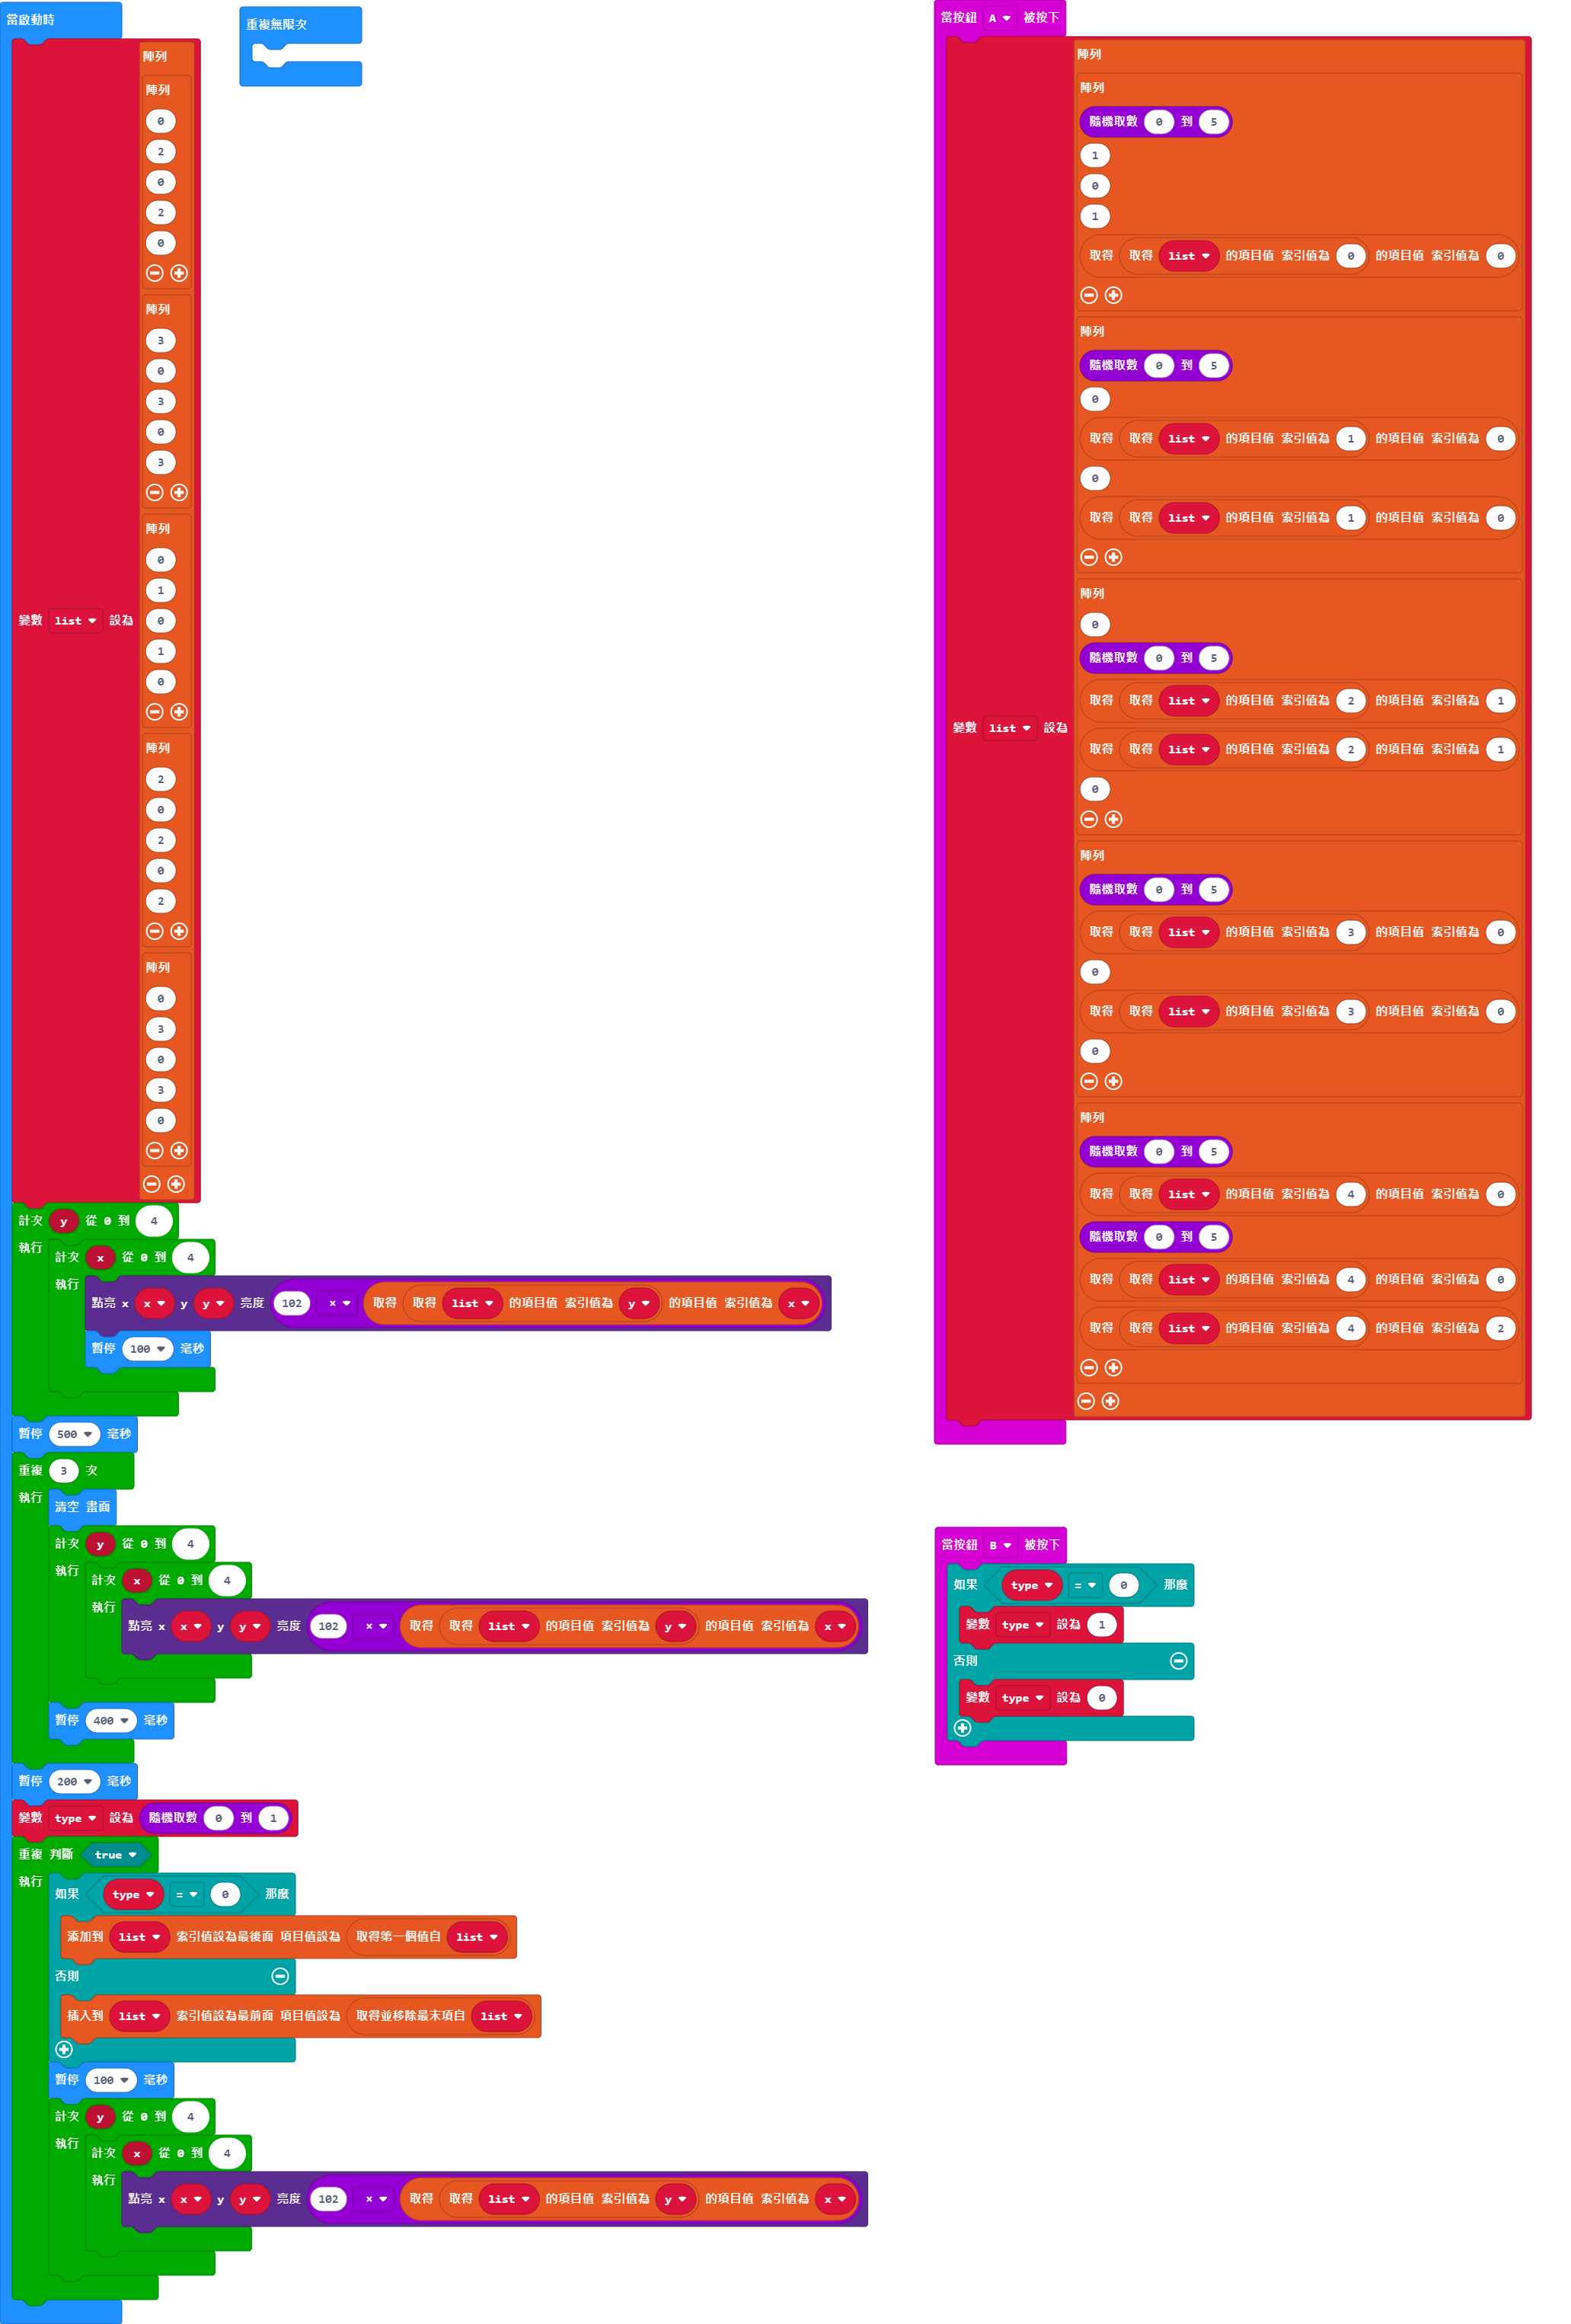 當啟動時
變數 list 設為
陣列
陣列
0
2
0
2
0
陣列
3
0
3
0
3
陣列
0
1
0
1
0
陣列
2
0
2
0
2
陣列
0
3
0
3
0
計次 y 從 0 到 4
執行
計次 x 從 0 到 4
執行
點亮 x x y y 亮度 102 × 取得 取得 list 的項目值 索引值為 y 的項目值 索引值為 x
暫停 100 毫秒
暫停 500 毫秒
重複 3 次
執行
清空 畫面
計次 y 從 0 到 4
執行
計次 x 從 0 到 4
執行
點亮 x x y y 亮度 102 × 取得 取得 list 的項目值 索引值為 y 的項目值 索引值為 x
暫停 400 毫秒
暫停 200 毫秒
變數 type 設為 隨機取數 0 到 1
重複 判斷 true
執行
如果 type = 0 那麼
添加到 list 索引值設為最後面 項目值設為 取得第一個值自 list
否則
插入到 list 索引值設為最前面 項目值設為 取得並移除最末項自 list
暫停 100 毫秒
計次 y 從 0 到 4
執行
計次 x 從 0 到 4
執行
點亮 x x y y 亮度 102 × 取得 取得 list 的項目值 索引值為 y 的項目值 索引值為 x
重複無限次
當按鈕 A 被按下
變數 list 設為
陣列
陣列
隨機取數 0 到 5
1
0
1
取得 取得 list 的項目值 索引值為 0 的項目值 索引值為 0
陣列
隨機取數 0 到 5
0
取得 取得 list 的項目值 索引值為 1 的項目值 索引值為 0
0
取得 取得 list 的項目值 索引值為 1 的項目值 索引值為 0
陣列
0
隨機取數 0 到 5
取得 取得 list 的項目值 索引值為 2 的項目值 索引值為 1
取得 取得 list 的項目值 索引值為 2 的項目值 索引值為 1
0
陣列
隨機取數 0 到 5
取得 取得 list 的項目值 索引值為 3 的項目值 索引值為 0
0
取得 取得 list 的項目值 索引值為 3 的項目值 索引值為 0
0
陣列
隨機取數 0 到 5
取得 取得 list 的項目值 索引值為 4 的項目值 索引值為 0
隨機取數 0 到 5
取得 取得 list 的項目值 索引值為 4 的項目值 索引值為 0
取得 取得 list 的項目值 索引值為 4 的項目值 索引值為 2
當按鈕 B 被按下
如果 type = 0 那麼
變數 type 設為 1
否則
變數 type 設為 0